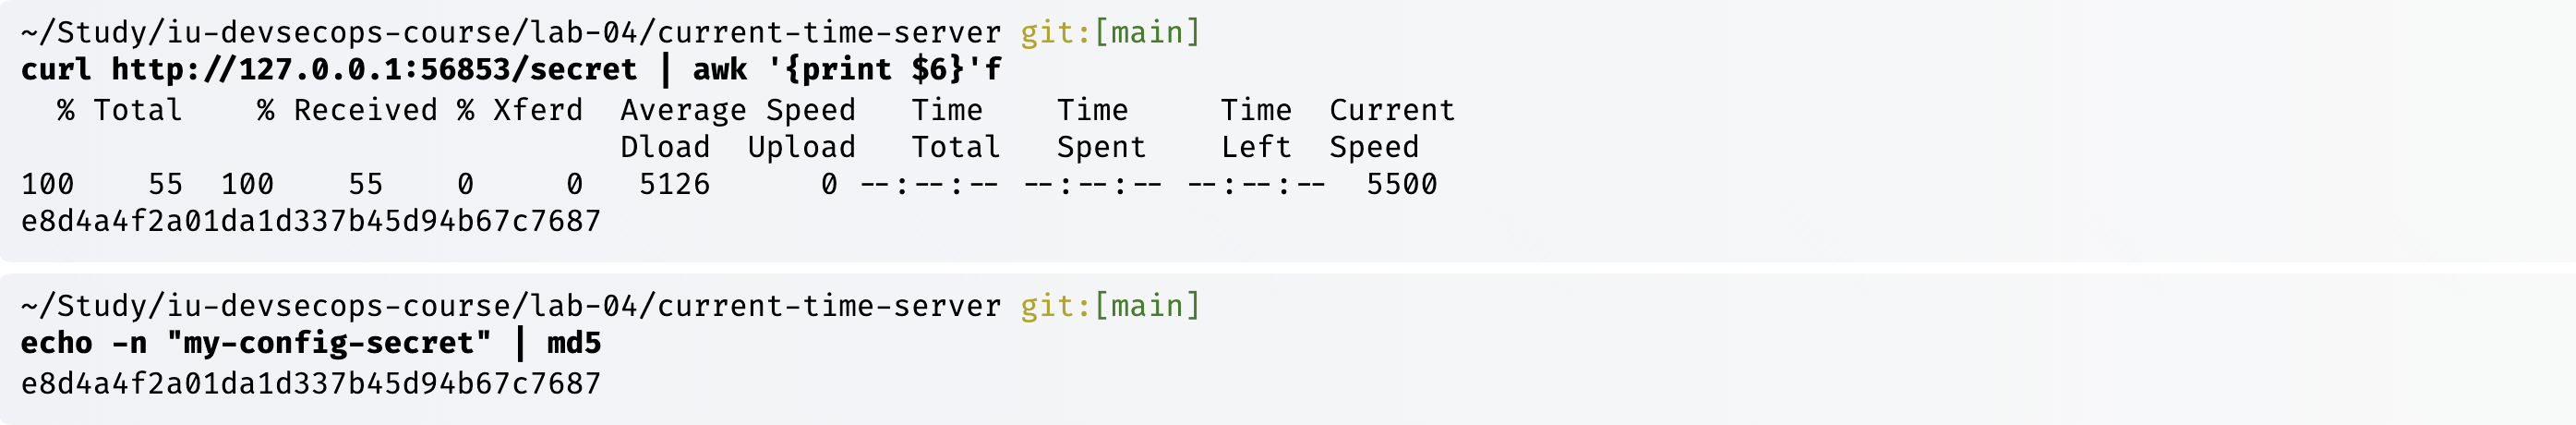 ~/Study/iu-devsecops-course/lab-04/current-time-server git:[main]
curl http://127.0.0.1:56853/secret | awk '{print $6}'f
% Total % Received % Xferd Average Speed Time Time Time Current
Dload Upload Total Spent Left Speed
100 55 100 55 0 0 5126 0 --:--:-- --:--:-- --:--:-- 5500
e8d4a4f2a01da1d337b45d94b67c7687
~/Study/iu-devsecops-course/lab-04/current-time-server git:[main]
echo -n "my-config-secret" | md5
e8d4a4f2a01da1d337b45d94b67c7687